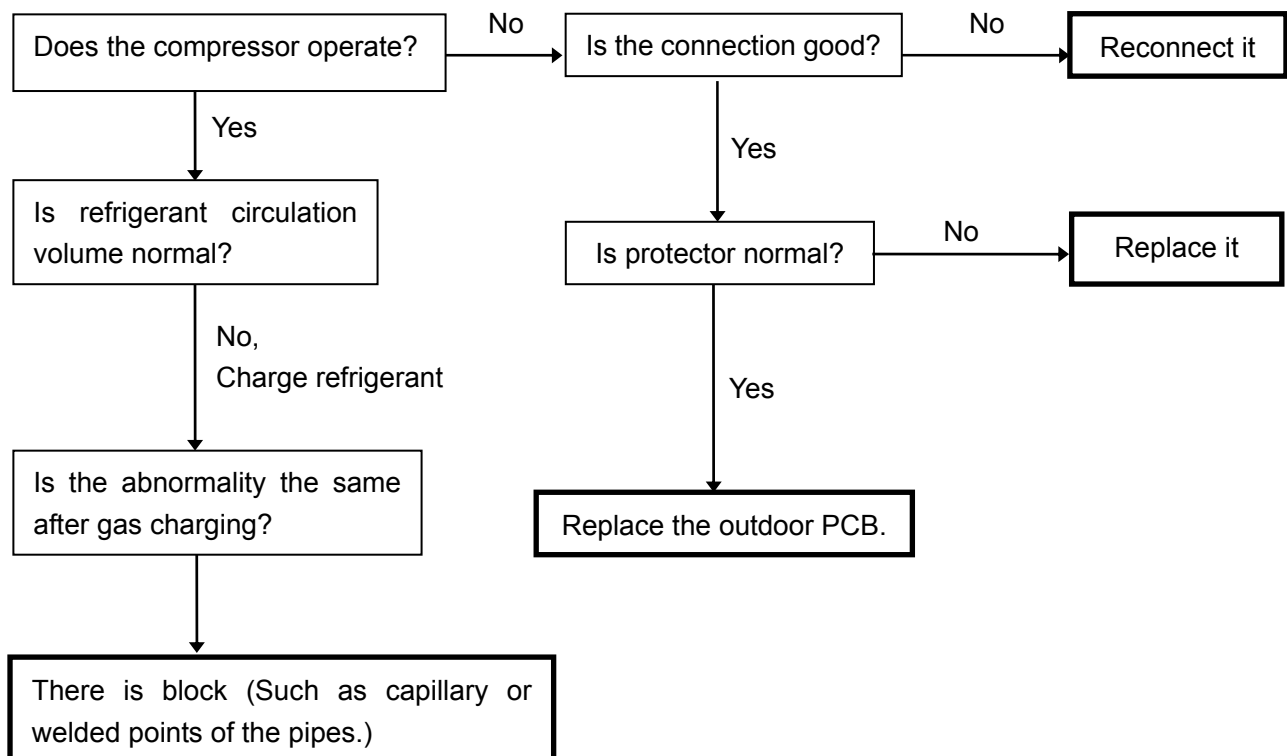 Does the compressor operate?
No
Is the connection good?
No
Reconnect it
Yes
Yes
Is refrigerant circulation
volume normal?
Is protector normal?
No
Replace it
No,
Charge refrigerant
Yes
Is the abnormality the same
after gas charging?
Replace the outdoor PCB.
There is block (Such as capillary or
welded points of the pipes.)